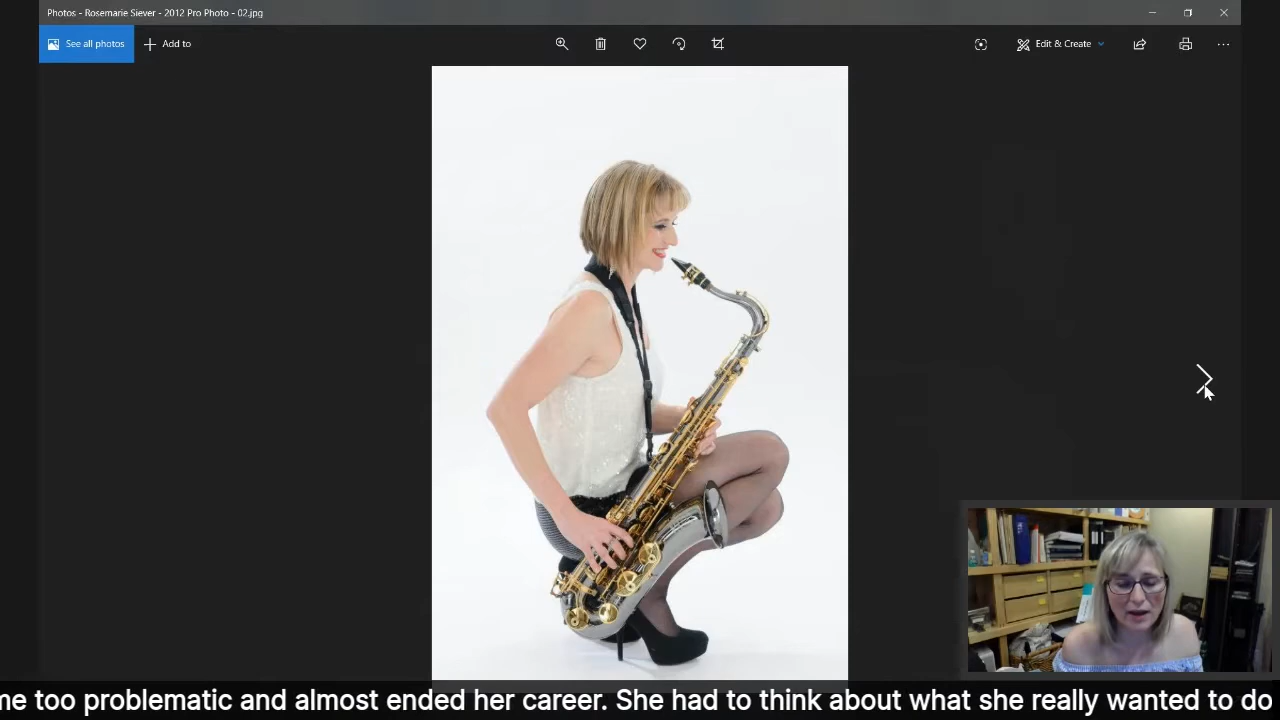 Photos - Rosemarie Siever - 2012 Pro Photo - 02.jpg
See all photos
Add to
Edit & Create
me too problematic and almost ended her career. She had to think about what she really wanted to do